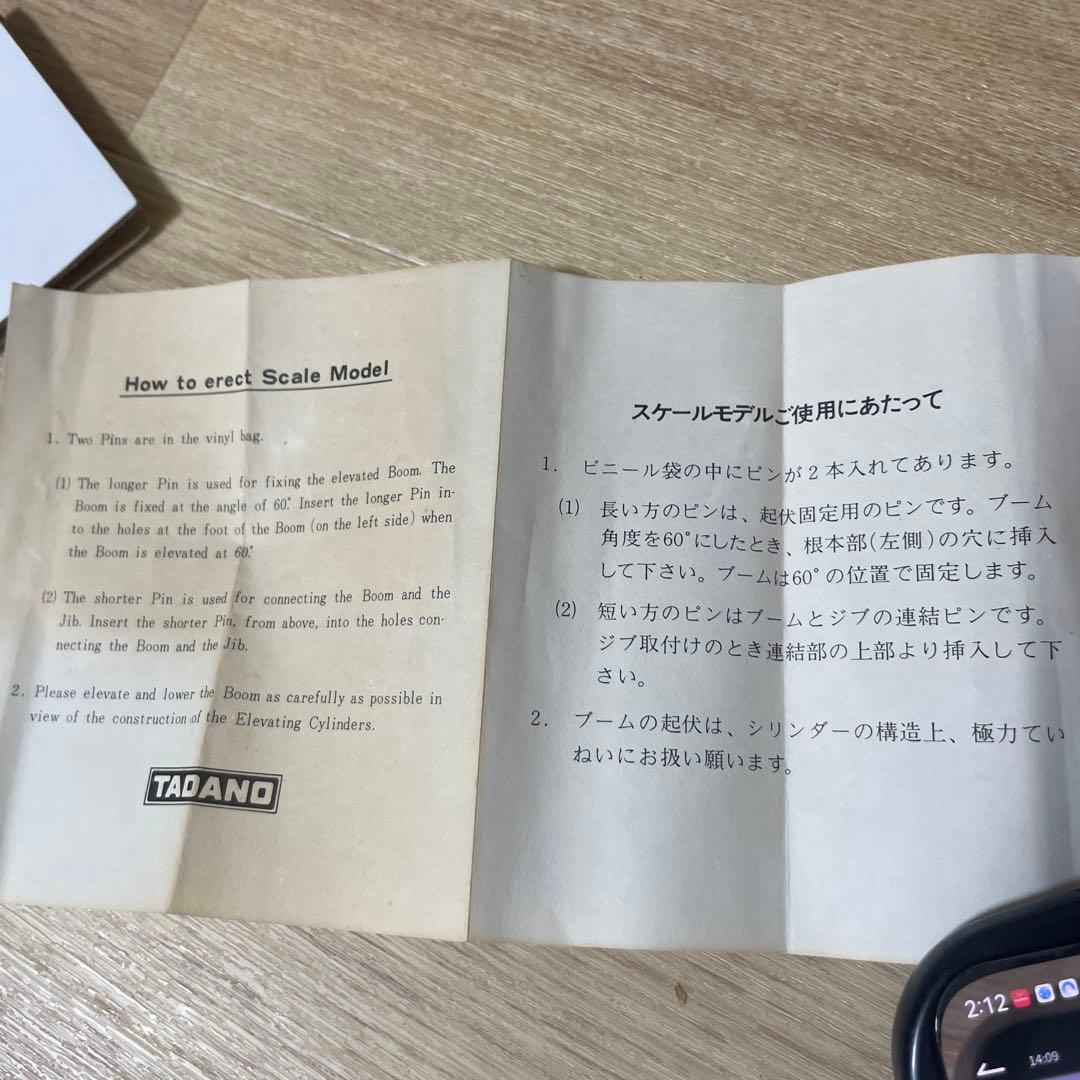 How to erect Scale Model
1. Two Pins are in the vinyl bag.
(1) The longer Pin is used for fixing the elevated Boom. The
Boom is fixed at the angle of 60°. Insert the longer Pin in-
to the holes at the foot of the Boom (on the left side) when
the Boom is elevated at 60°.
(2) The shorter Pin is used for connecting the Boom and the
Jib. Insert the shorter Pin, from above, into the holes con-
necting the Boom and the Jib.
2. Please elevate and lower the Boom as carefully as possible in
view of the construction of the Elevating Cylinders.
TADANO
スケールモデルご使用にあたって
1. ビニール袋の中にピンが2本入れてあります。
(1) 長い方のピンは、起伏固定用のピンです。ブーム
角度を60°にしたとき、根本部(左側)の穴に挿入
して下さい。ブームは60°の位置で固定します。
(2) 短い方のピンはブームとジブの連結ピンです。
ジブ取付けのとき連結部の上部より挿入して下
さい。
2. ブームの起伏は、シリンダーの構造上、極力てい
ねいにお扱い願います。
2:12
14:09